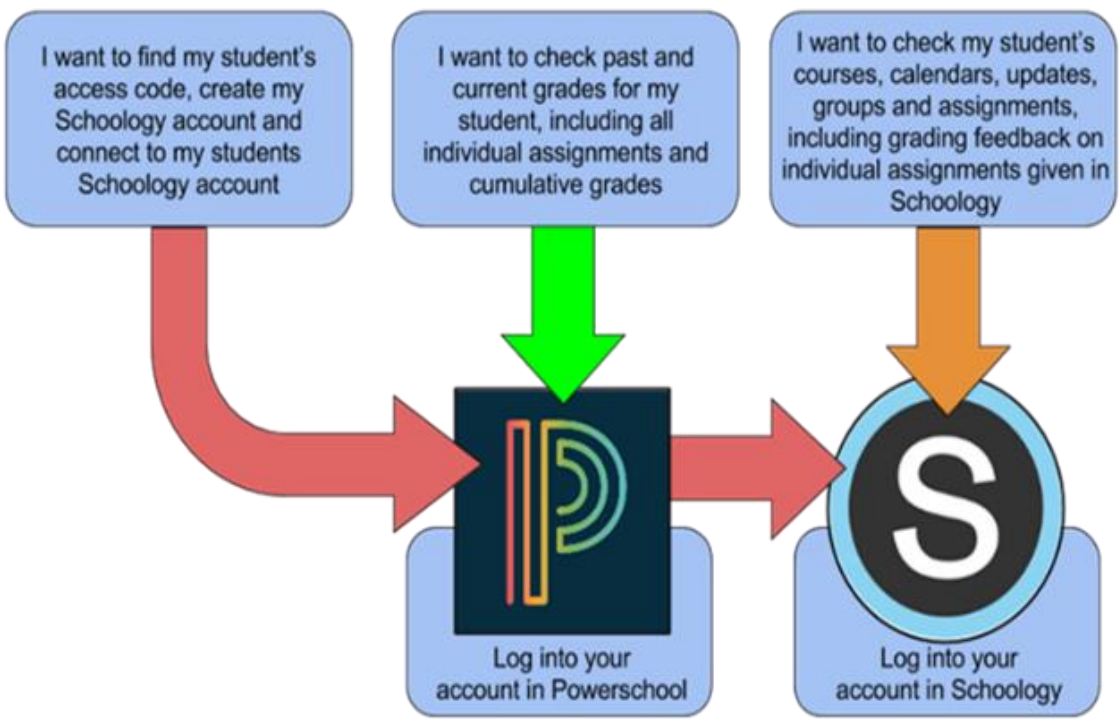 I want to find my student's
access code, create my
Schoology account and
connect to my students
Schoology account
I want to check past and
current grades for my
student, including all
individual assignments and
cumulative grades
I want to check my student's
courses, calendars, updates,
groups and assignments,
including grading feedback on
individual assignments given in
Schoology
P
S
Log into your
account in Powerschool
Log into your
account in Schoology